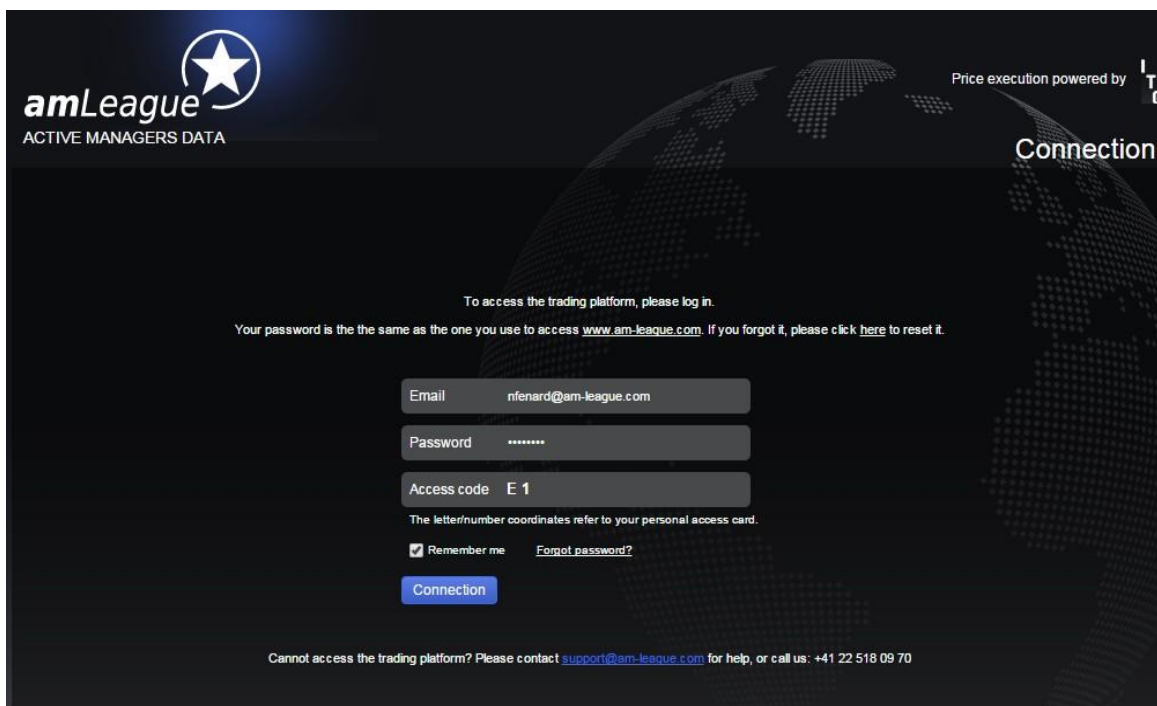 amLeague
ACTIVE MANAGERS DATA
Price execution powered by
Connection
To access the trading platform, please log in.
Your password is the the same as the one you use to access www.am-league.com. If you forgot it, please click here to reset it.
Email nfenard@am-league.com
Password ••••••••
Access code E 1
The letter/number coordinates refer to your personal access card.
Remember me Forgot password?
Connection
Cannot access the trading platform? Please contact support@am-league.com for help, or call us: +41 22 518 09 70